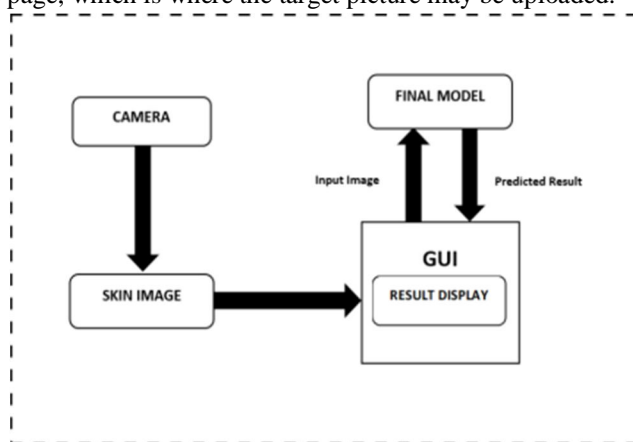 page, which is where the target picture may be uploaded.
CAMERA
FINAL MODEL
Input Image
Predicted Result
GUI
SKIN IMAGE
RESULT DISPLAY